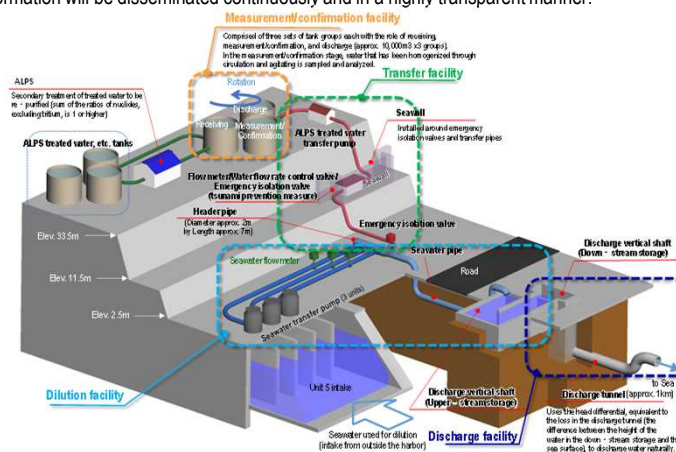 ormation will be disseminated continuously and in a highly transparent manner.
Measurement/confirmation facility
Comprised of three sets of tank groups each with the role of receiving,
measurement/confirmation, and discharge (approx. 10,000m3 x3 groups).
In the measurement/confirmation stage, water that has been homogenized through
circulation and agitating is sampled and analyzed.
Transfer facility
ALPS
Secondary treatment of treated water to be
re - purified (sum of the ratios of nuclides,
excluding tritium, is 1 or higher)
Rotation
Discharge
Receiving
Measurement/
Confirmation
ALPS treated water
transfer pump
Seawall
Installed around emergency
isolation valves and transfer pipes
Seawall
ALPS treated water, etc. tanks
Flow meter/Water flow rate control valve/
Emergency isolation valve
(tsunami prevention measure)
Header pipe
(Diameter approx. 2m
by Length approx. 7m)
Emergency isolation valve
Seawater pipe
Discharge vertical shaft
(Down - stream storage)
Elev. 33.5m
Seawater flow meter
Road
Elev. 11.5m
Elev. 2.5m
Seawater transfer pump (3 units)
Dilution facility
Unit 5 intake
Discharge vertical shaft
(Upper - stream storage)
to Sea
Discharge tunnel (approx. 1km)
Seawater used for dilution
(intake from outside the harbor)
Discharge facility
Uses the head differential, equivalent to
the loss in the discharge tunnel (the
difference between the height of the
water in the down - stream storage and the
sea surface), to discharge water naturally.